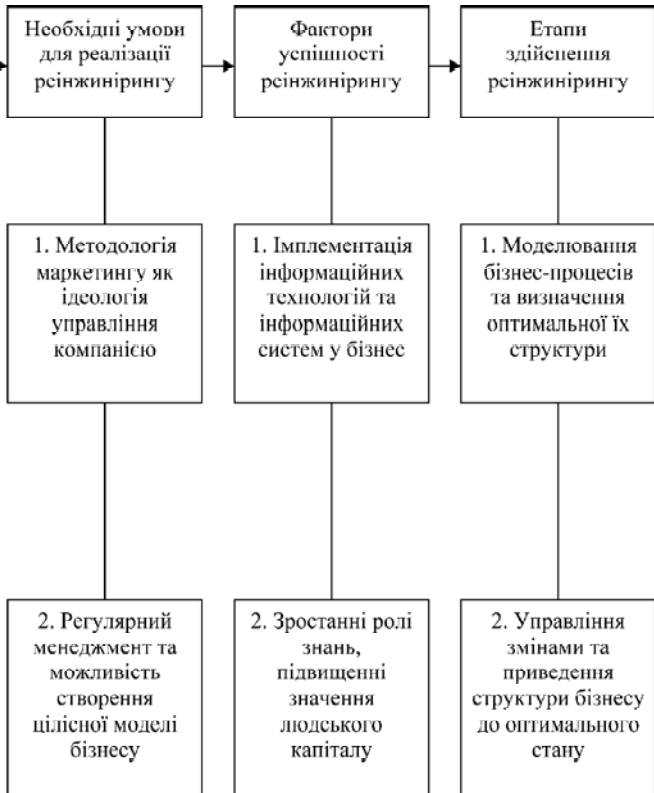 Необхідні умови
для реалізації
реінжинірингу
Фактори
успішності
реінжинірингу
Етапи
здійснення
реінжинірингу
1. Методологія
маркетингу як
ідеологія
управління
компанією
1. Імплементація
інформаційних
технологій та
інформаційних
систем у бізнес
1. Моделювання
бізнес-процесів
та визначення
оптимальної їх
структури
2. Регулярний
менеджмент та
можливість
створення
цілісної моделі
бізнесу
2. Зростанні ролі
знань,
підвищенні
значення
людського
капіталу
2. Управління
змінами та
приведення
структури бізнесу
до оптимального
стану